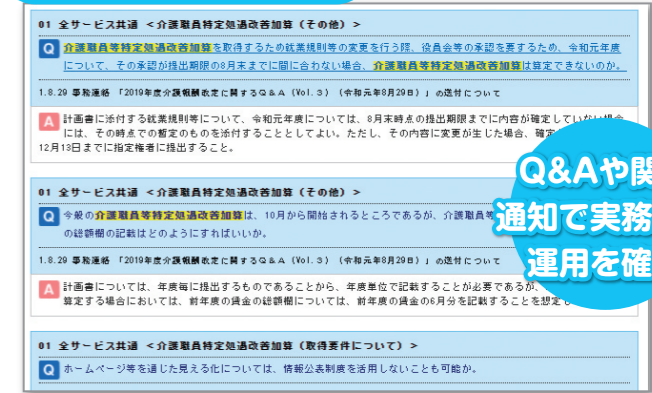 01 全サービス共通 ＜介護職員等特定処遇改善加算（その他）＞
Q 介護職員等特定処遇改善加算を取得するため就業規則等の変更を行う際、役員会等の承認を要するため、令和元年度
について、その承認が提出期限の8月末までに間に合わない場合、介護職員等特定処遇改善加算は算定できないのか。
1.8.29 事務連絡 「2019年度介護報酬改定に関するQ＆A（Vol.3）（令和元年8月29日）」の送付について
A 計画書に添付する就業規則等について、令和元年度については、8月末時点の提出期限までに内容が確定していない場合
には、その時点での暫定のものを添付することとしてよい。ただし、その内容に変更が生じた場合、確定
12月13日までに指定権者に提出すること。
01 全サービス共通 ＜介護職員等特定処遇改善加算（その他）＞
Q 今般の介護職員等特定処遇改善加算は、10月から開始されるところであるが、介護職員等
の総額欄の記載はどのようにすればいいか。
1.8.29 事務連絡 「2019年度介護報酬改定に関するQ＆A（Vol.3）（令和元年8月29日）」の送付について
A 計画書については、年度毎に提出するものであることから、年度単位で記載することが必要であるが、
算定する場合においては、前年度の賃金の総額欄については、前年度の賃金の6月分を記載することを想定し
Q&Aや関
通知で実務
運用を確
01 全サービス共通 ＜介護職員等特定処遇改善加算（取得要件について）＞
Q ホームページ等を通じた見える化については、情報公表制度を活用しないことも可能か。